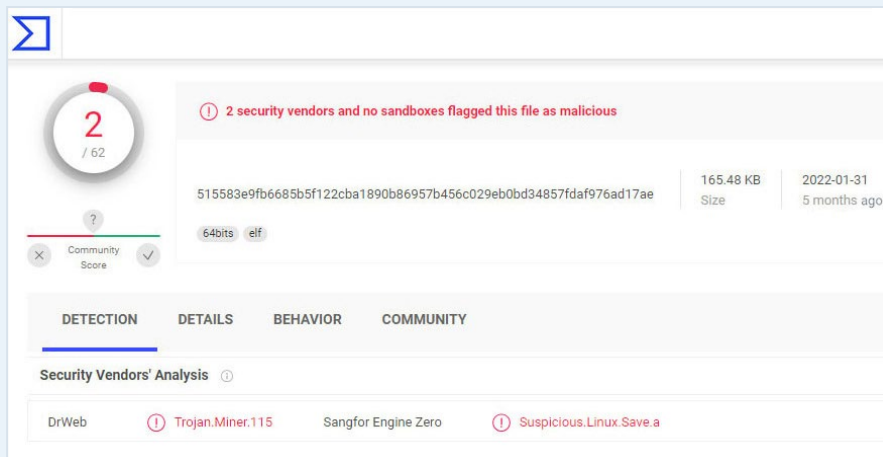 2
/ 62
2 security vendors and no sandboxes flagged this file as malicious
515583e9fb6685b5f122cba1890b86957b456c029eb0bd34857fdaf976ad17ae
165.48 KB
Size
2022-01-31
5 months ago
64bits elf
?
Community
Score
DETECTION DETAILS BEHAVIOR COMMUNITY
Security Vendors' Analysis
DrWeb Trojan.Miner.115 Sangfor Engine Zero Suspicious.Linux.Save.a